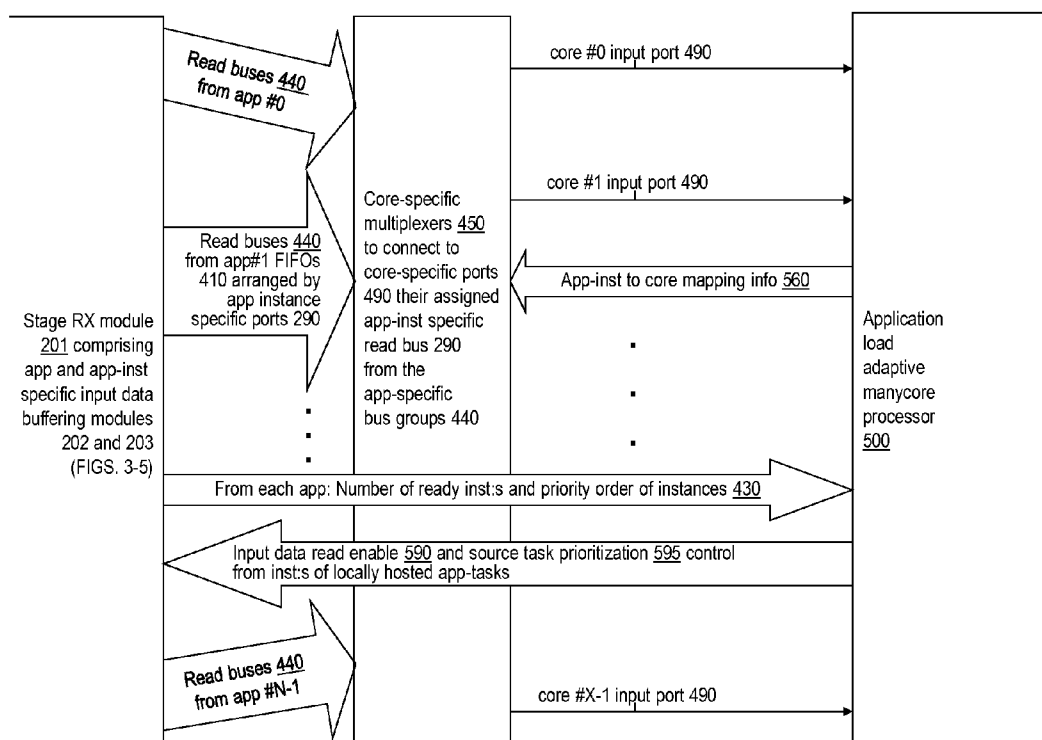 Read buses 440
from app #0
Read buses 440
from app#1 FIFOs
410 arranged by
app instance
specific ports 290
Stage RX module
201 comprising
app and app-inst
specific input data
buffering modules
202 and 203
(FIGS. 3-5)
Core-specific
multiplexers 450
to connect to
core-specific ports
490 their assigned
app-inst specific
read bus 290
from the
app-specific
bus groups 440
core #0 input port 490
core #1 input port 490
App-inst to core mapping info 560
Application
load
adaptive
manycore
processor
500
From each app: Number of ready inst:s and priority order of instances 430
Input data read enable 590 and source task prioritization 595 control
from inst:s of locally hosted app-tasks
Read buses 440
from app #N-1
core #X-1 input port 490